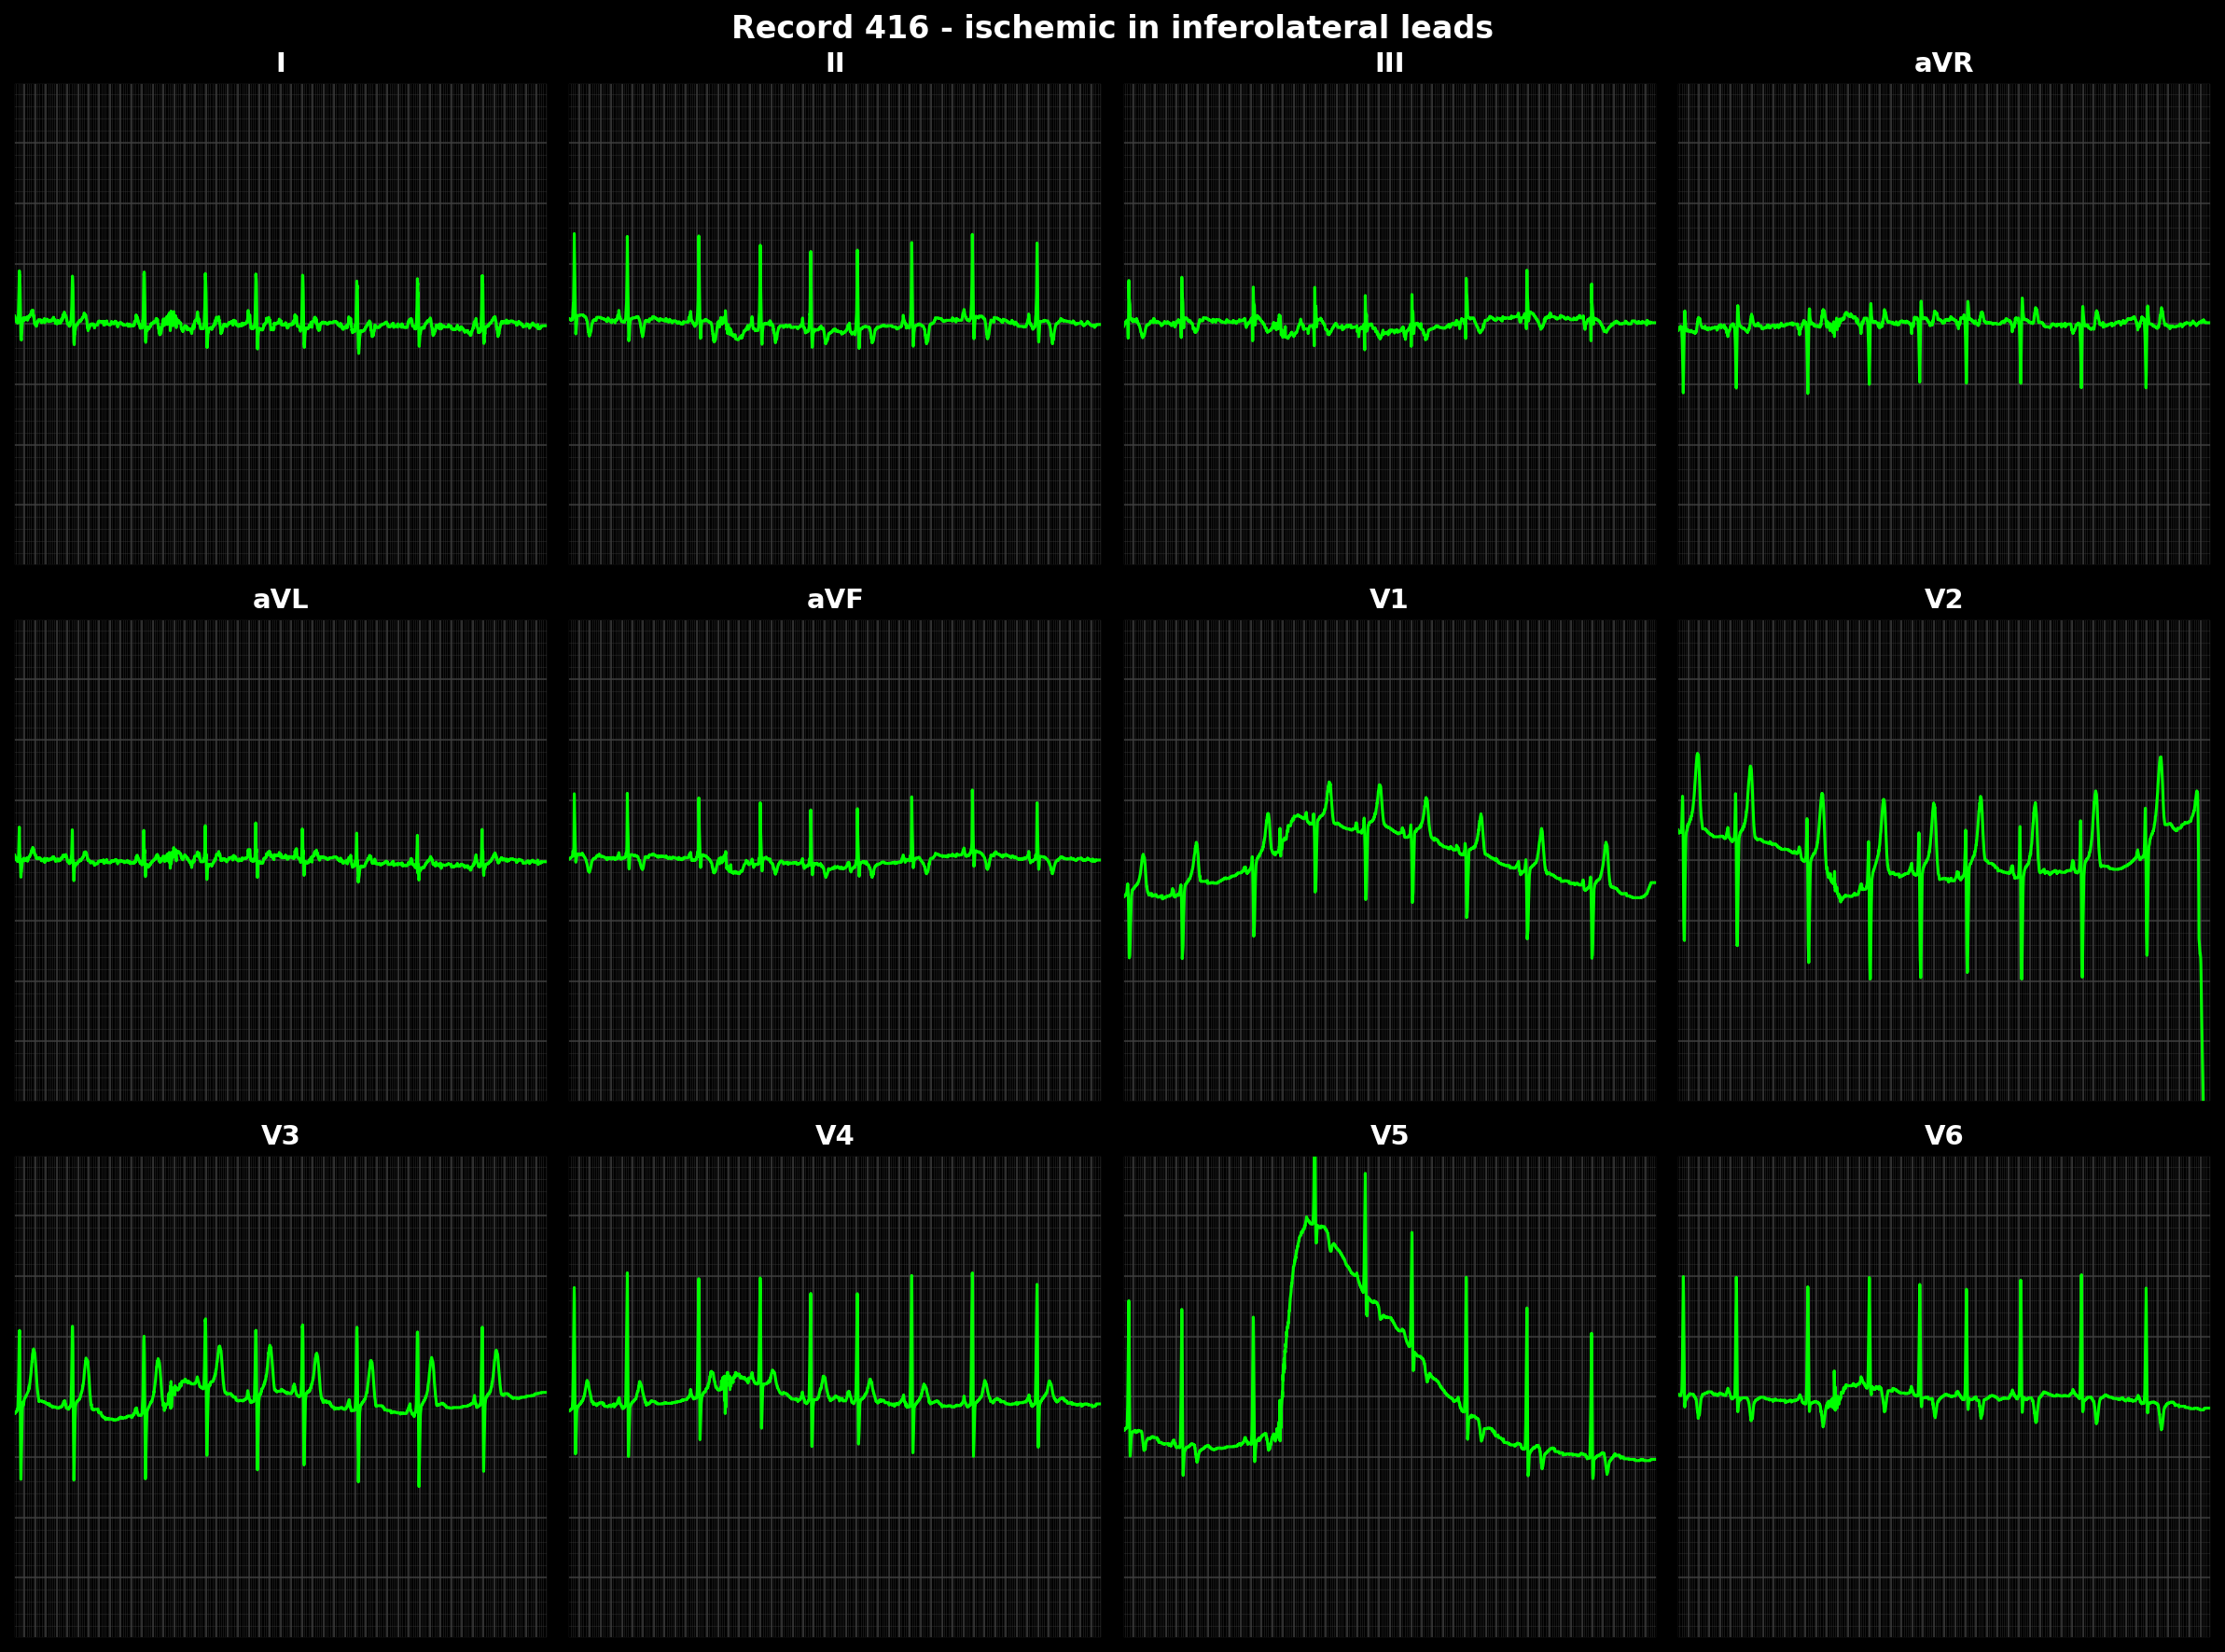 Record 416 - ischemic in inferolateral leads
I
II
III
aVR
aVL
aVF
V1
V2
V3
V4
V5
V6